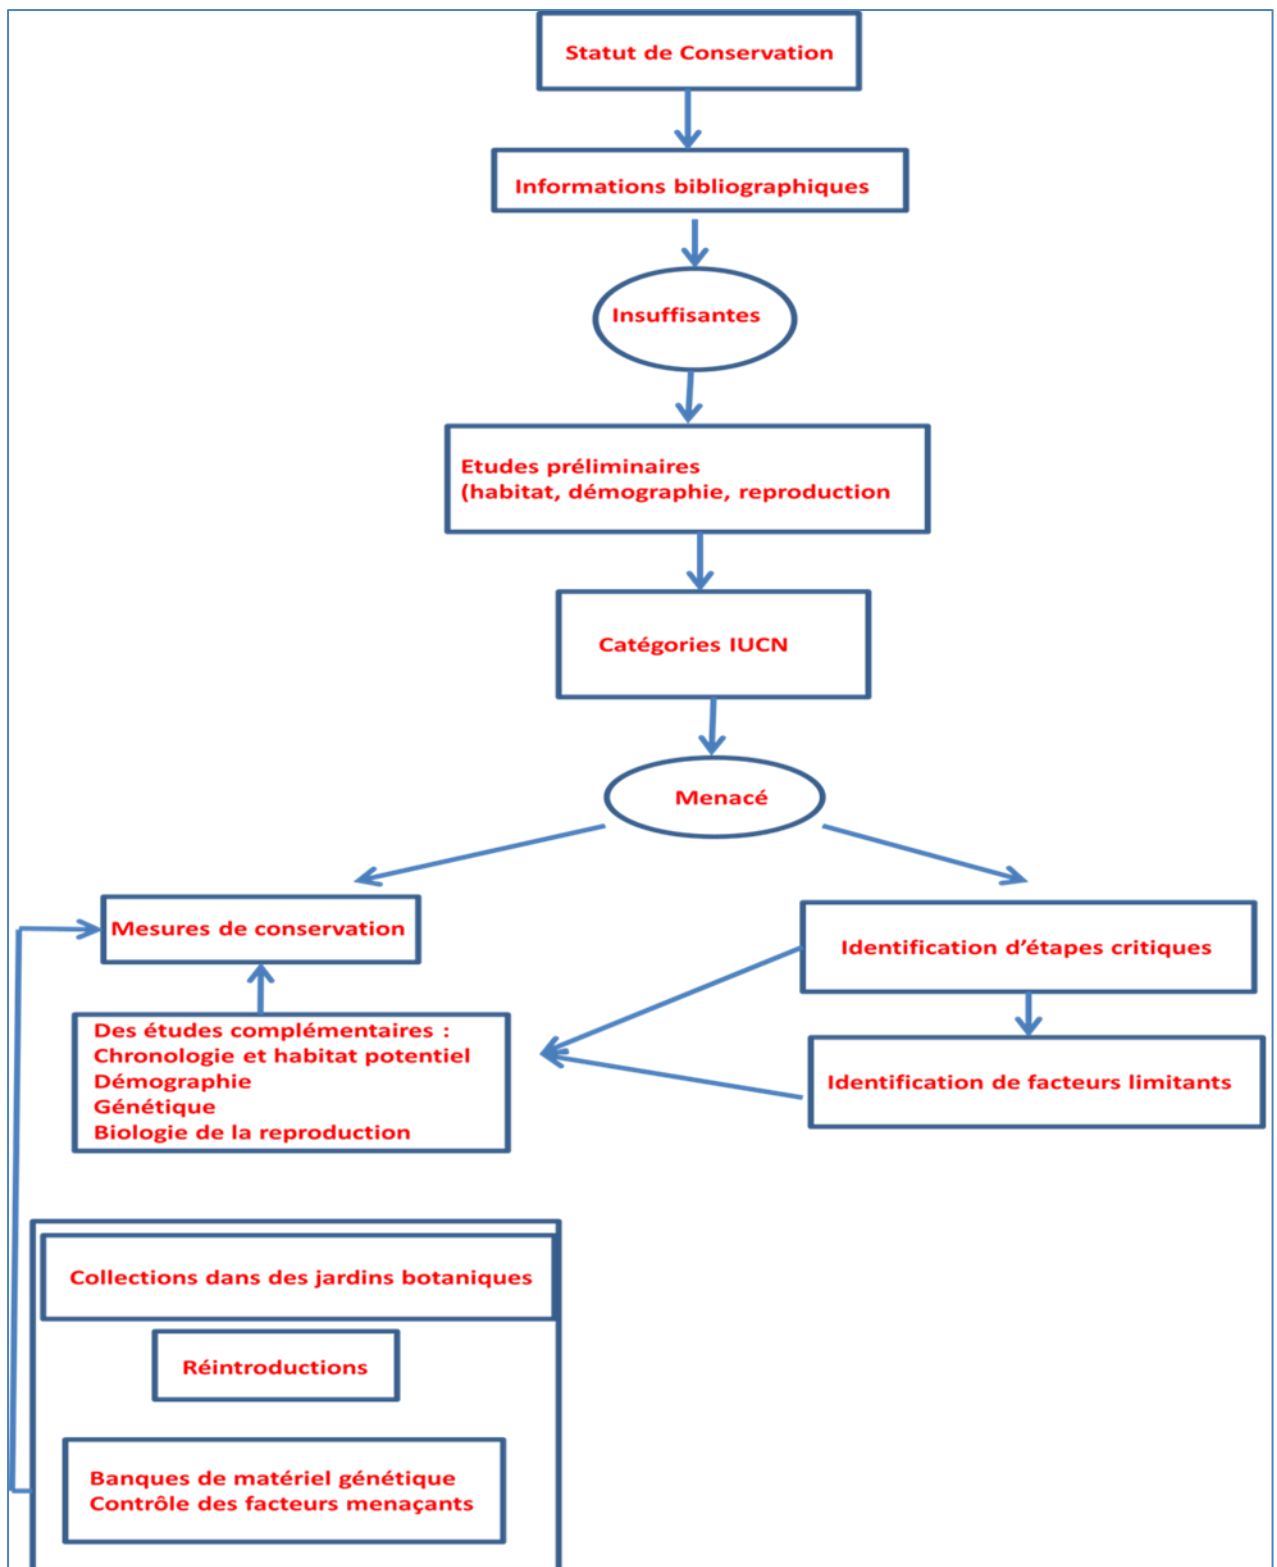 Statut de Conservation
Informations bibliographiques
Insuffisantes
Etudes préliminaires
(habitat, démographie, reproduction
Catégories IUCN
Menacé
Mesures de conservation
Identification d’étapes critiques
Des études complémentaires :
Chronologie et habitat potentiel
Démographie
Génétique
Biologie de la reproduction
Identification de facteurs limitants
Collections dans des jardins botaniques
Réintroductions
Banques de matériel génétique
Contrôle des facteurs menaçants